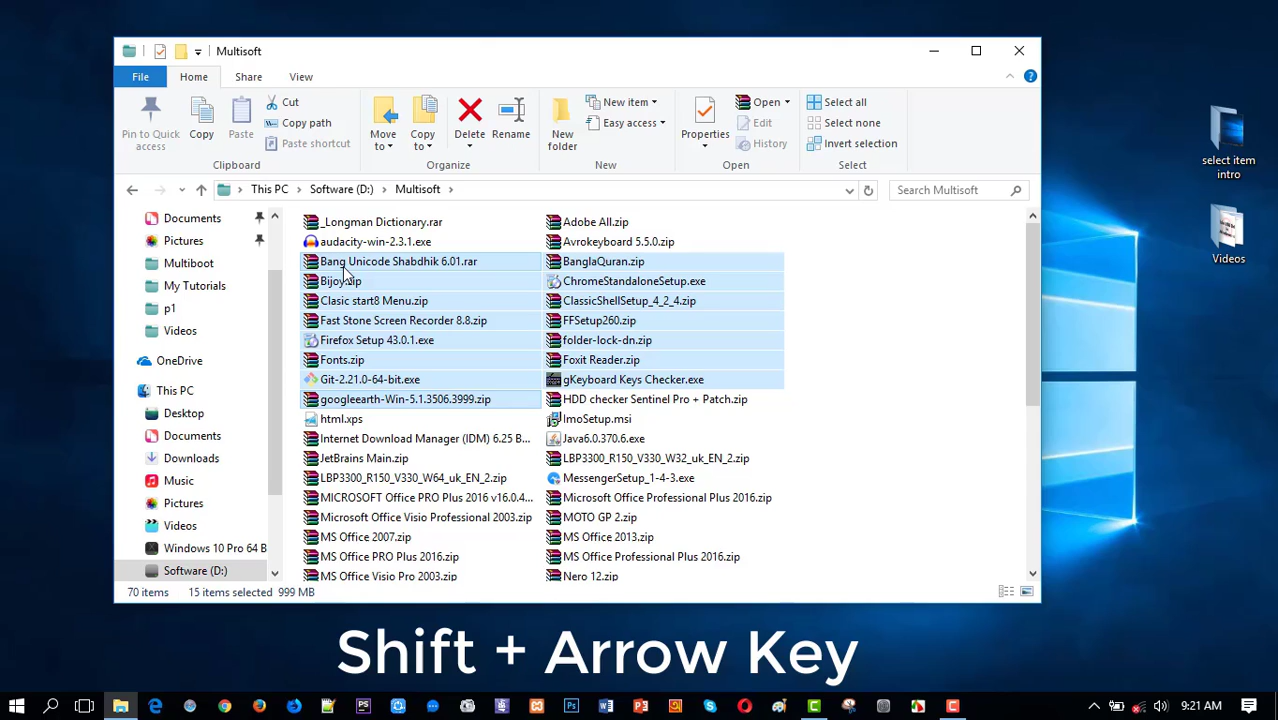 Multisoft
File Home Share View
Pin to Quick access
Copy
Paste
Cut
Copy path
Paste shortcut
Clipboard
Move to
Copy to
Delete
Rename
Organize
New folder
New item
Easy access
New
Properties
Open
Edit
History
Open
Select all
Select none
Invert selection
Select
This PC > Software (D:) > Multisoft >
Search Multisoft
Documents
Pictures
Multiboot
My Tutorials
p1
Videos
OneDrive
This PC
Desktop
Documents
Downloads
Music
Pictures
Videos
Windows 10 Pro 64 B
Software (D:)
_Longman Dictionary.rar Adobe All.zip
audacity-win-2.3.1.exe Avrokeyboard 5.5.0.zip
Bang Unicode Shabdhik 6.01.rar BanglaQuran.zip
Bijoy.zip ChromeStandaloneSetup.exe
Clasic start8 Menu.zip ClassicShellSetup_4_2_4.zip
Fast Stone Screen Recorder 8.8.zip FFSetup260.zip
Firefox Setup 43.0.1.exe folder-lock-dn.zip
Fonts.zip Foxit Reader.zip
Git-2.21.0-64-bit.exe gKeyboard Keys Checker.exe
googleearth-Win-5.1.3506.3999.zip HDD checker Sentinel Pro + Patch.zip
html.xps ImoSetup.msi
Internet Download Manager (IDM) 6.25 B... Java6.0.370.6.exe
JetBrains Main.zip LBP3300_R150_V330_W32_uk_EN_2.zip
LBP3300_R150_V330_W64_uk_EN_2.zip MessengerSetup_1-4-3.exe
MICROSOFT Office PRO Plus 2016 v16.0.4... Microsoft Office Professional Plus 2016.zip
Microsoft Office Visio Professional 2003.zip MOTO GP 2.zip
MS Office 2007.zip MS Office 2013.zip
MS Office PRO Plus 2016.zip MS Office Professional Plus 2016.zip
MS Office Visio Pro 2003.zip Nero 12.zip
70 items 15 items selected 999 MB
select item
intro
Videos
Shift + Arrow Key
9:21 AM